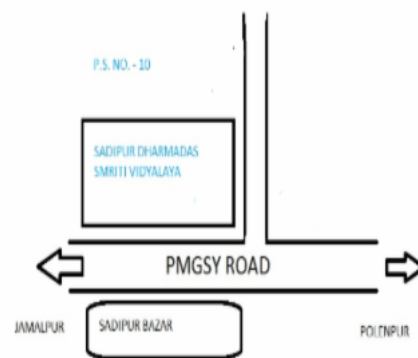 P.S. NO. - 10
SADIPUR DHARMADAS
SMRITI VIDYALAYA
PMGSY ROAD
JAMALPUR
SADIPUR BAZAR
POLENPUR